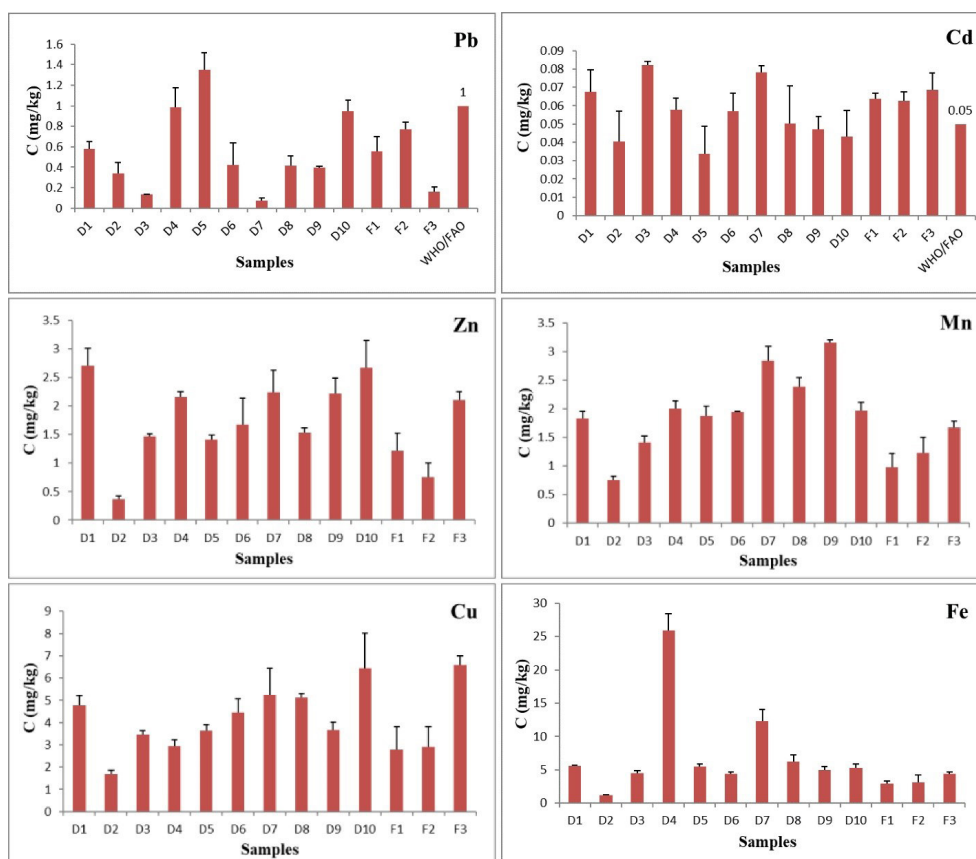 Pb
C (mg/kg)
1.6
1.4
1.2
1
0.8
0.6
0.4
0.2
0
1
D1 D2 D3 D4 D5 D6 D7 D8 D9 D10 F1 F2 F3 WHO/FAO
Samples
Cd
C (mg/kg)
0.09
0.08
0.07
0.06
0.05
0.04
0.03
0.02
0.01
0
0.05
D1 D2 D3 D4 D5 D6 D7 D8 D9 D10 F1 F2 F3 WHO/FAO
Samples
Zn
C (mg/kg)
3.5
3
2.5
2
1.5
1
0.5
0
D1 D2 D3 D4 D5 D6 D7 D8 D9 D10 F1 F2 F3
Samples
Mn
C (mg/kg)
3.5
3
2.5
2
1.5
1
0.5
0
D1 D2 D3 D4 D5 D6 D7 D8 D9 D10 F1 F2 F3
Samples
Cu
C (mg/kg)
9
8
7
6
5
4
3
2
1
0
D1 D2 D3 D4 D5 D6 D7 D8 D9 D10 F1 F2 F3
Samples
Fe
C (mg/kg)
30
25
20
15
10
5
0
D1 D2 D3 D4 D5 D6 D7 D8 D9 D10 F1 F2 F3
Samples